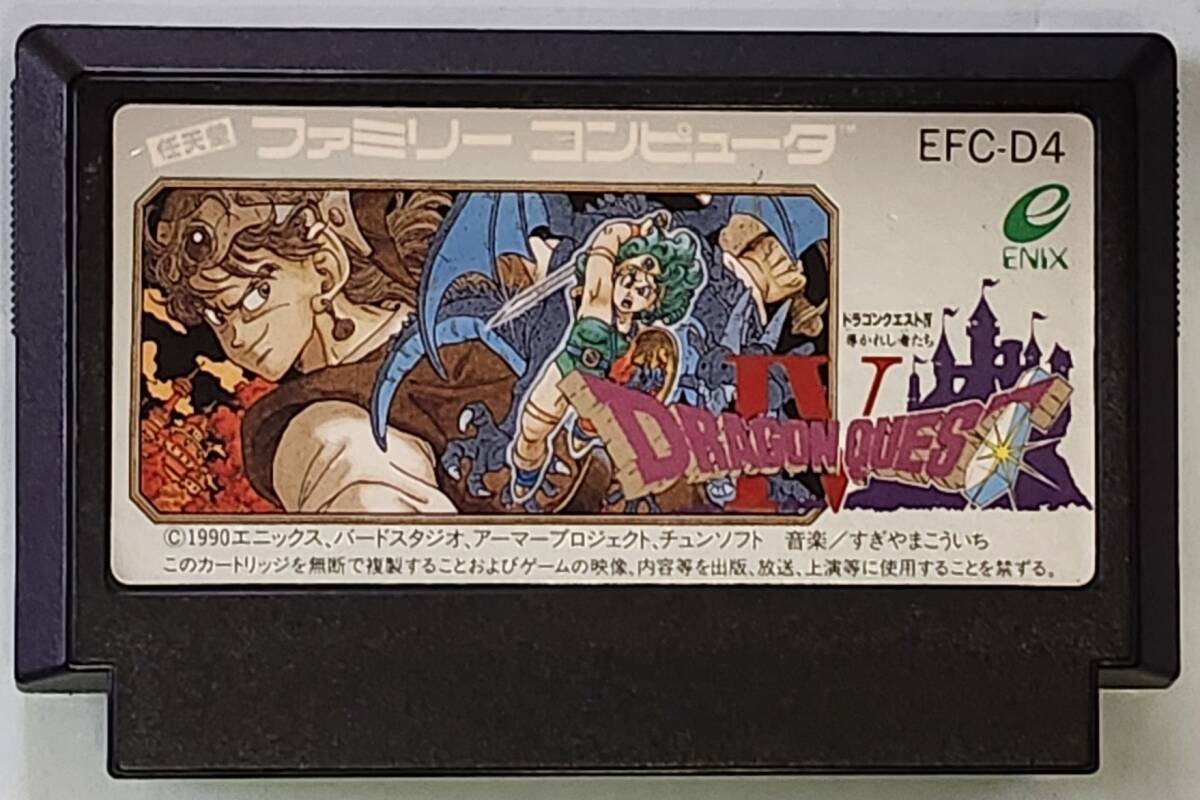 任天堂 ファミリー コンピュータ™
EFC-D4
ENIX
ドラゴンクエストIV
導かれし者たち
IV
DRAGON QUEST
©1990エニックス、バードスタジオ、アーマープロジェクト、チュンソフト 音楽/すぎやまこういち
このカートリッジを無断で複製することおよびゲームの映像、内容等を出版、放送、上演等に使用することを禁ずる。